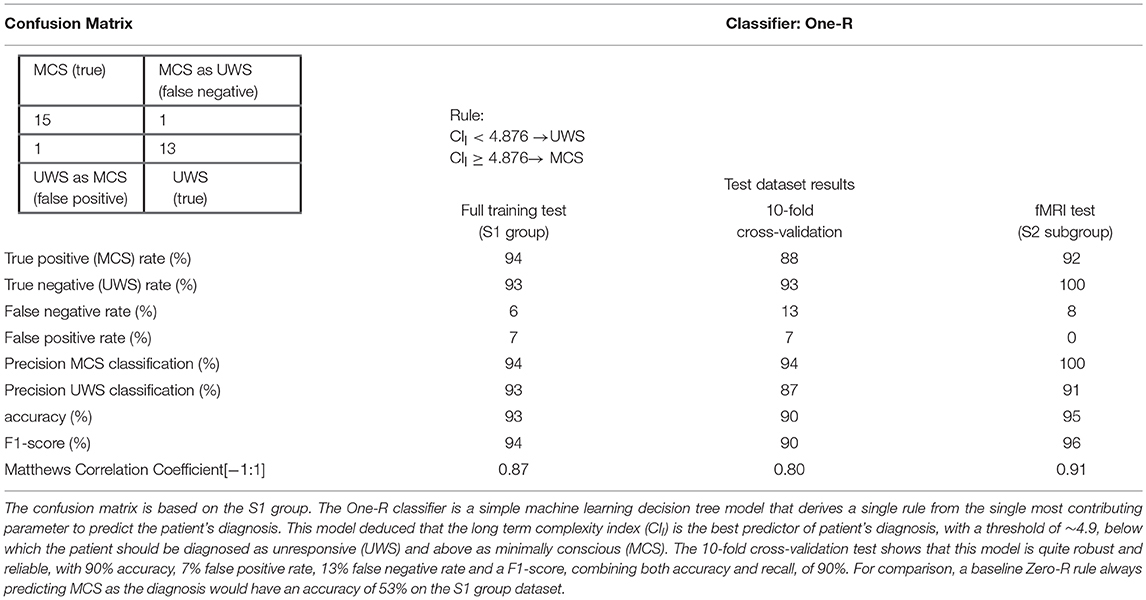 Confusion Matrix Classifier: One-R
MCS (true) MCS as UWS
(false negative)
15 1
1 13
UWS as MCS UWS
(false positive) (true)
Rule:
CIₗ < 4.876 →UWS
CIₗ ≥ 4.876→ MCS
Test dataset results
Full training test 10-fold fMRI test
(S1 group) cross-validation (S2 subgroup)
True positive (MCS) rate (%) 94 88 92
True negative (UWS) rate (%) 93 93 100
False negative rate (%) 6 13 8
False positive rate (%) 7 7 0
Precision MCS classification (%) 94 94 100
Precision UWS classification (%) 93 87 91
accuracy (%) 93 90 95
F1-score (%) 94 90 96
Matthews Correlation Coefficient[−1:1] 0.87 0.80 0.91
The confusion matrix is based on the S1 group. The One-R classifier is a simple machine learning decision tree model that derives a single rule from the single most contributing
parameter to predict the patient's diagnosis. This model deduced that the long term complexity index (CIₗ) is the best predictor of patient's diagnosis, with a threshold of ∼4.9, below
which the patient should be diagnosed as unresponsive (UWS) and above as minimally conscious (MCS). The 10-fold cross-validation test shows that this model is quite robust and
reliable, with 90% accuracy, 7% false positive rate, 13% false negative rate and a F1-score, combining both accuracy and recall, of 90%. For comparison, a baseline Zero-R rule always
predicting MCS as the diagnosis would have an accuracy of 53% on the S1 group dataset.